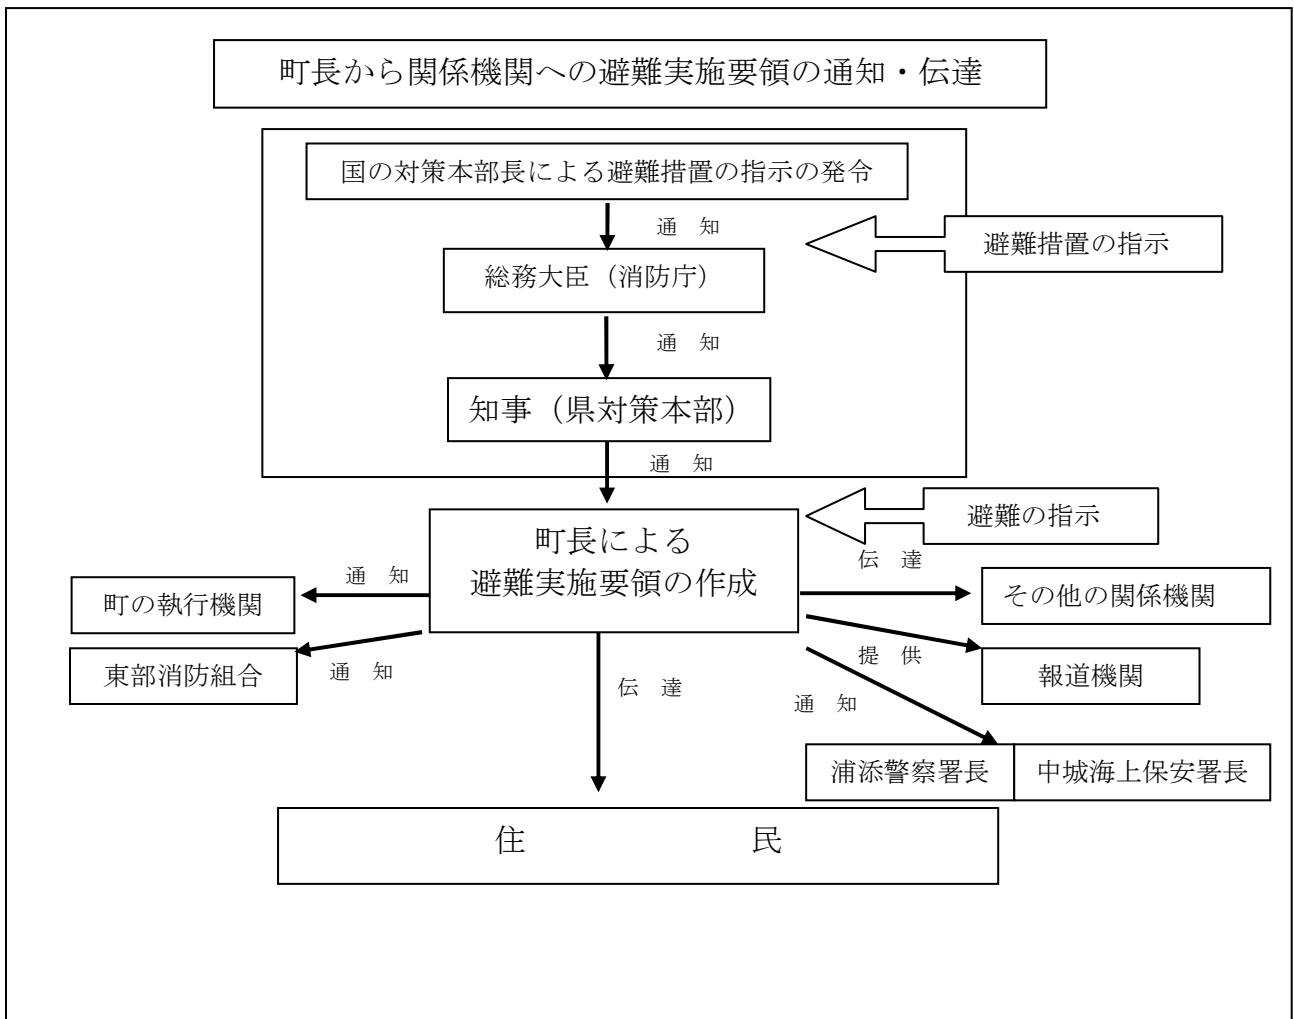 町長から関係機関への避難実施要領の通知・伝達
国の対策本部長による避難措置の指示の発令
通 知
避難措置の指示
総務大臣（消防庁）
通 知
知事（県対策本部）
通 知
避難の指示
町長による
避難実施要領の作成
伝 達
通 知
その他の関係機関
町の執行機関
提 供
東部消防組合
通 知
報道機関
伝 達
通 知
浦添警察署長
中城海上保安署長
住 民